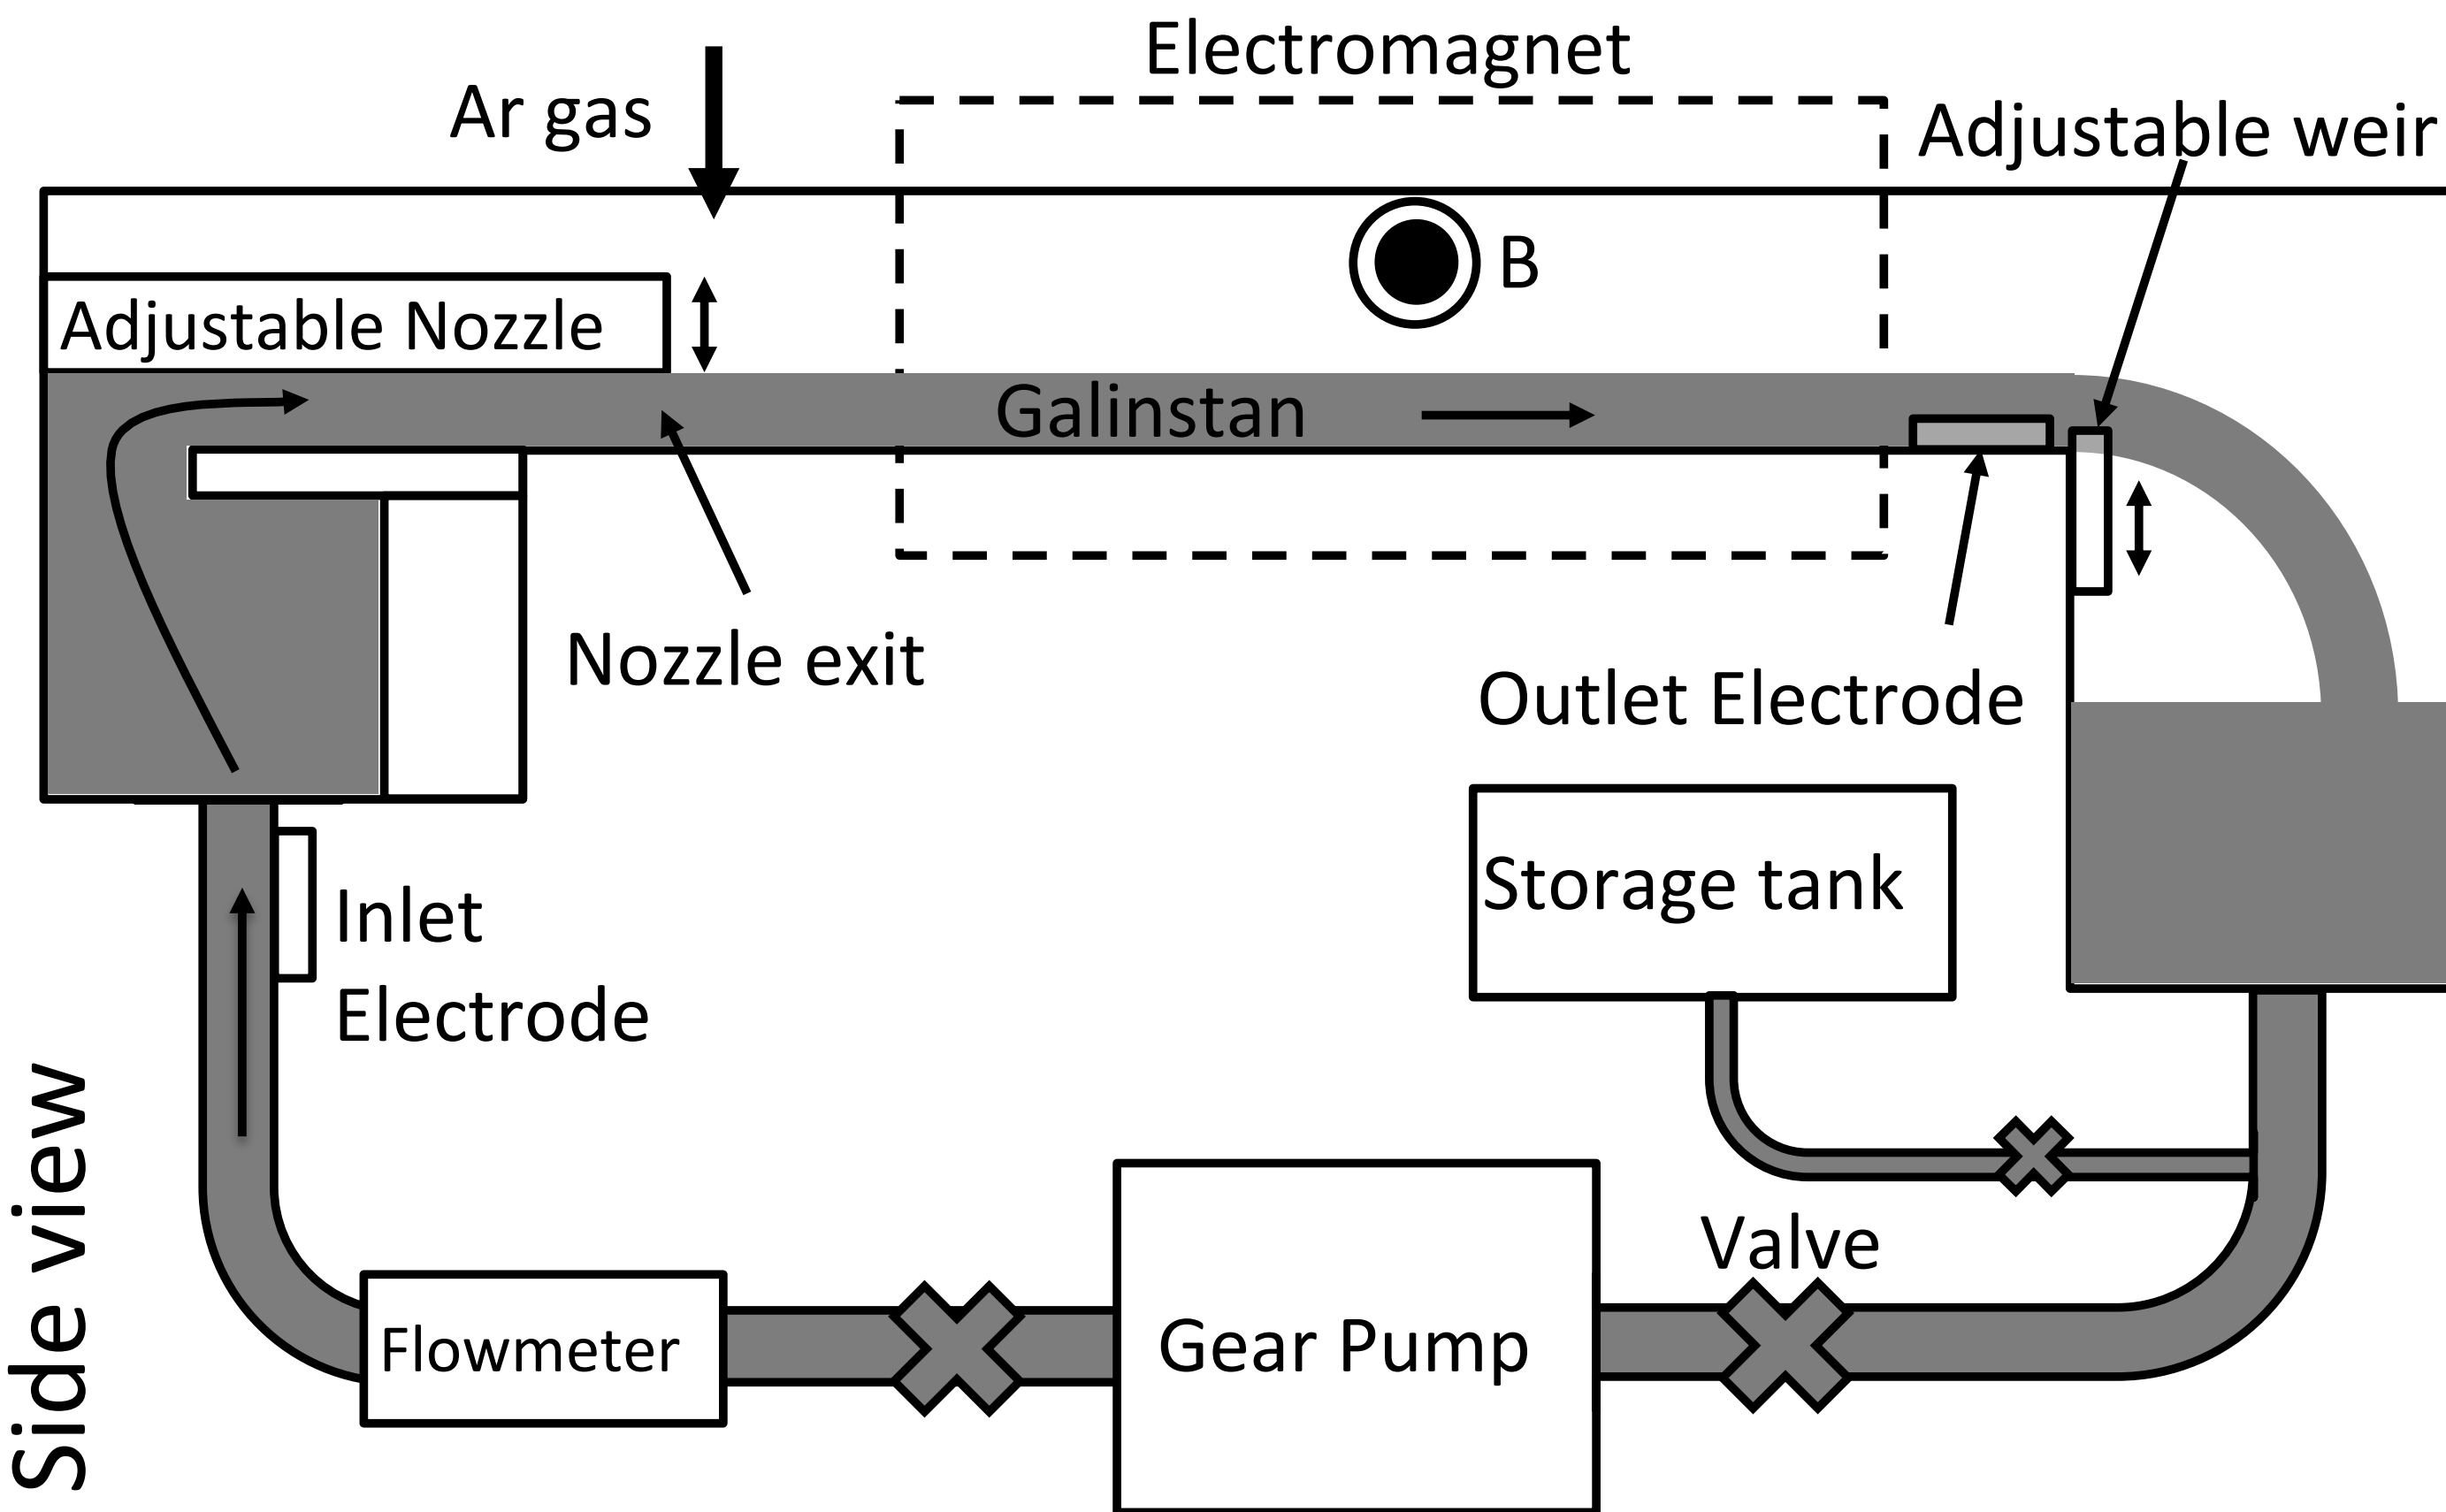 Electromagnet
Ar gas
Adjustable weir
B
Adjustable Nozzle
Galinstan
Nozzle exit
Outlet Electrode
Storage tank
Inlet
Electrode
Valve
Flowmeter
Gear Pump
Side view